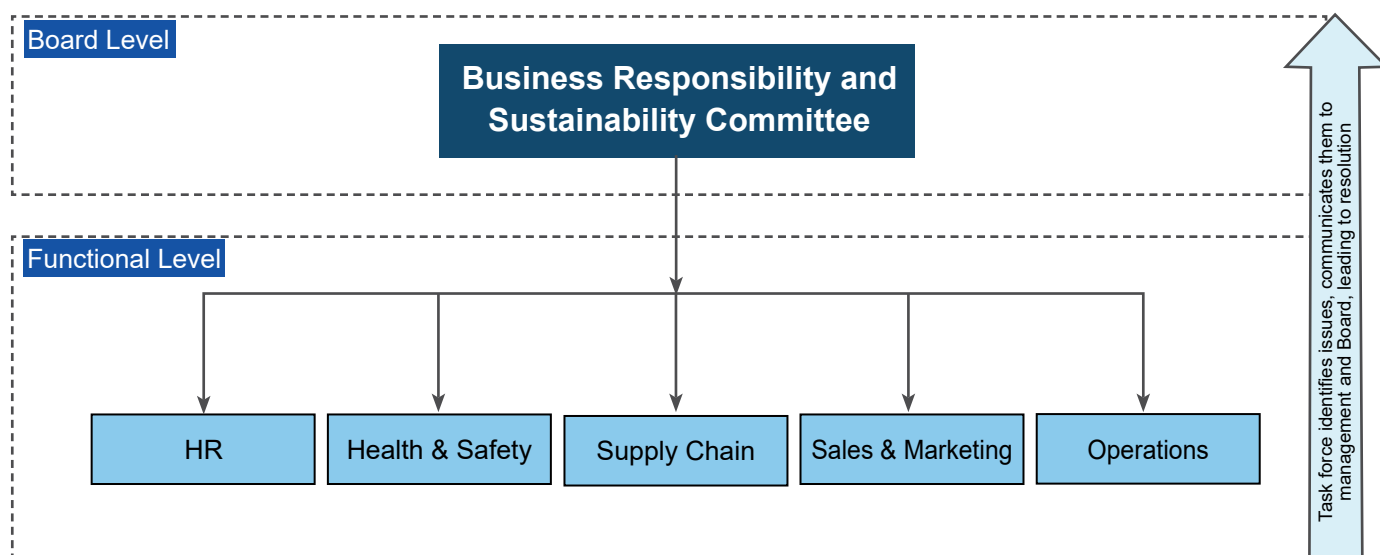 Board Level
Business Responsibility and
Sustainability Committee
Functional Level
HR
Health & Safety
Supply Chain
Sales & Marketing
Operations
Task force identifies issues, communicates them to
management and Board, leading to resolution